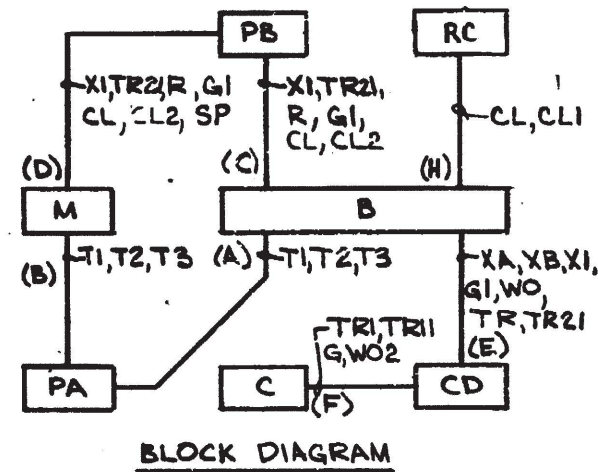 PB
RC
X1,TR21,R,G1
CL,CL2,SP
X1,TR21,
R,G1,
CL,CL2
CL,CL1
(D)
(C)
(H)
M
B
(B)
T1,T2,T3
(A)
T1,T2,T3
XA,XB,X1,
G1,WO,
TR,TR21
(E)
TR1,TR11
G,WO2
(F)
PA
C
CD
BLOCK DIAGRAM